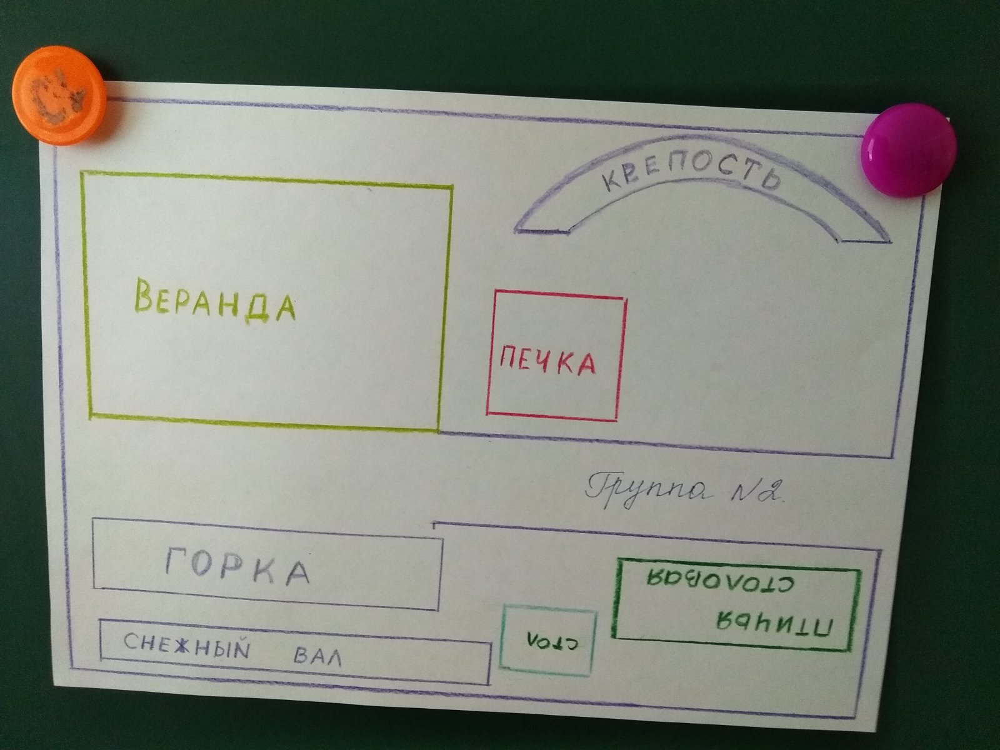 КРЕПОСТЬ
ВЕРАНДА
ПЕЧКА
Группа №2.
ГОРКА
ПТИЧЬЯ
СТОЛОВАЯ
СТОЛ
СНЕЖНЫЙ ВАЛ